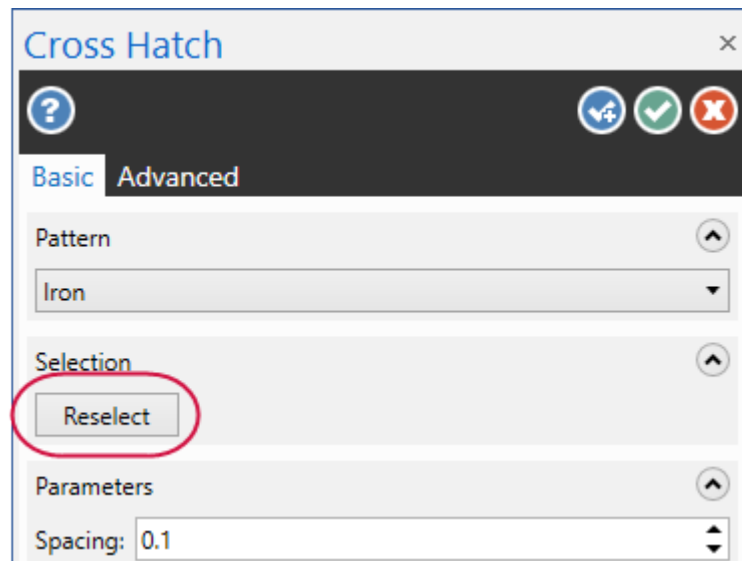 Cross Hatch
Basic Advanced
Pattern
Iron
Selection
Reselect
Parameters
Spacing: 0.1